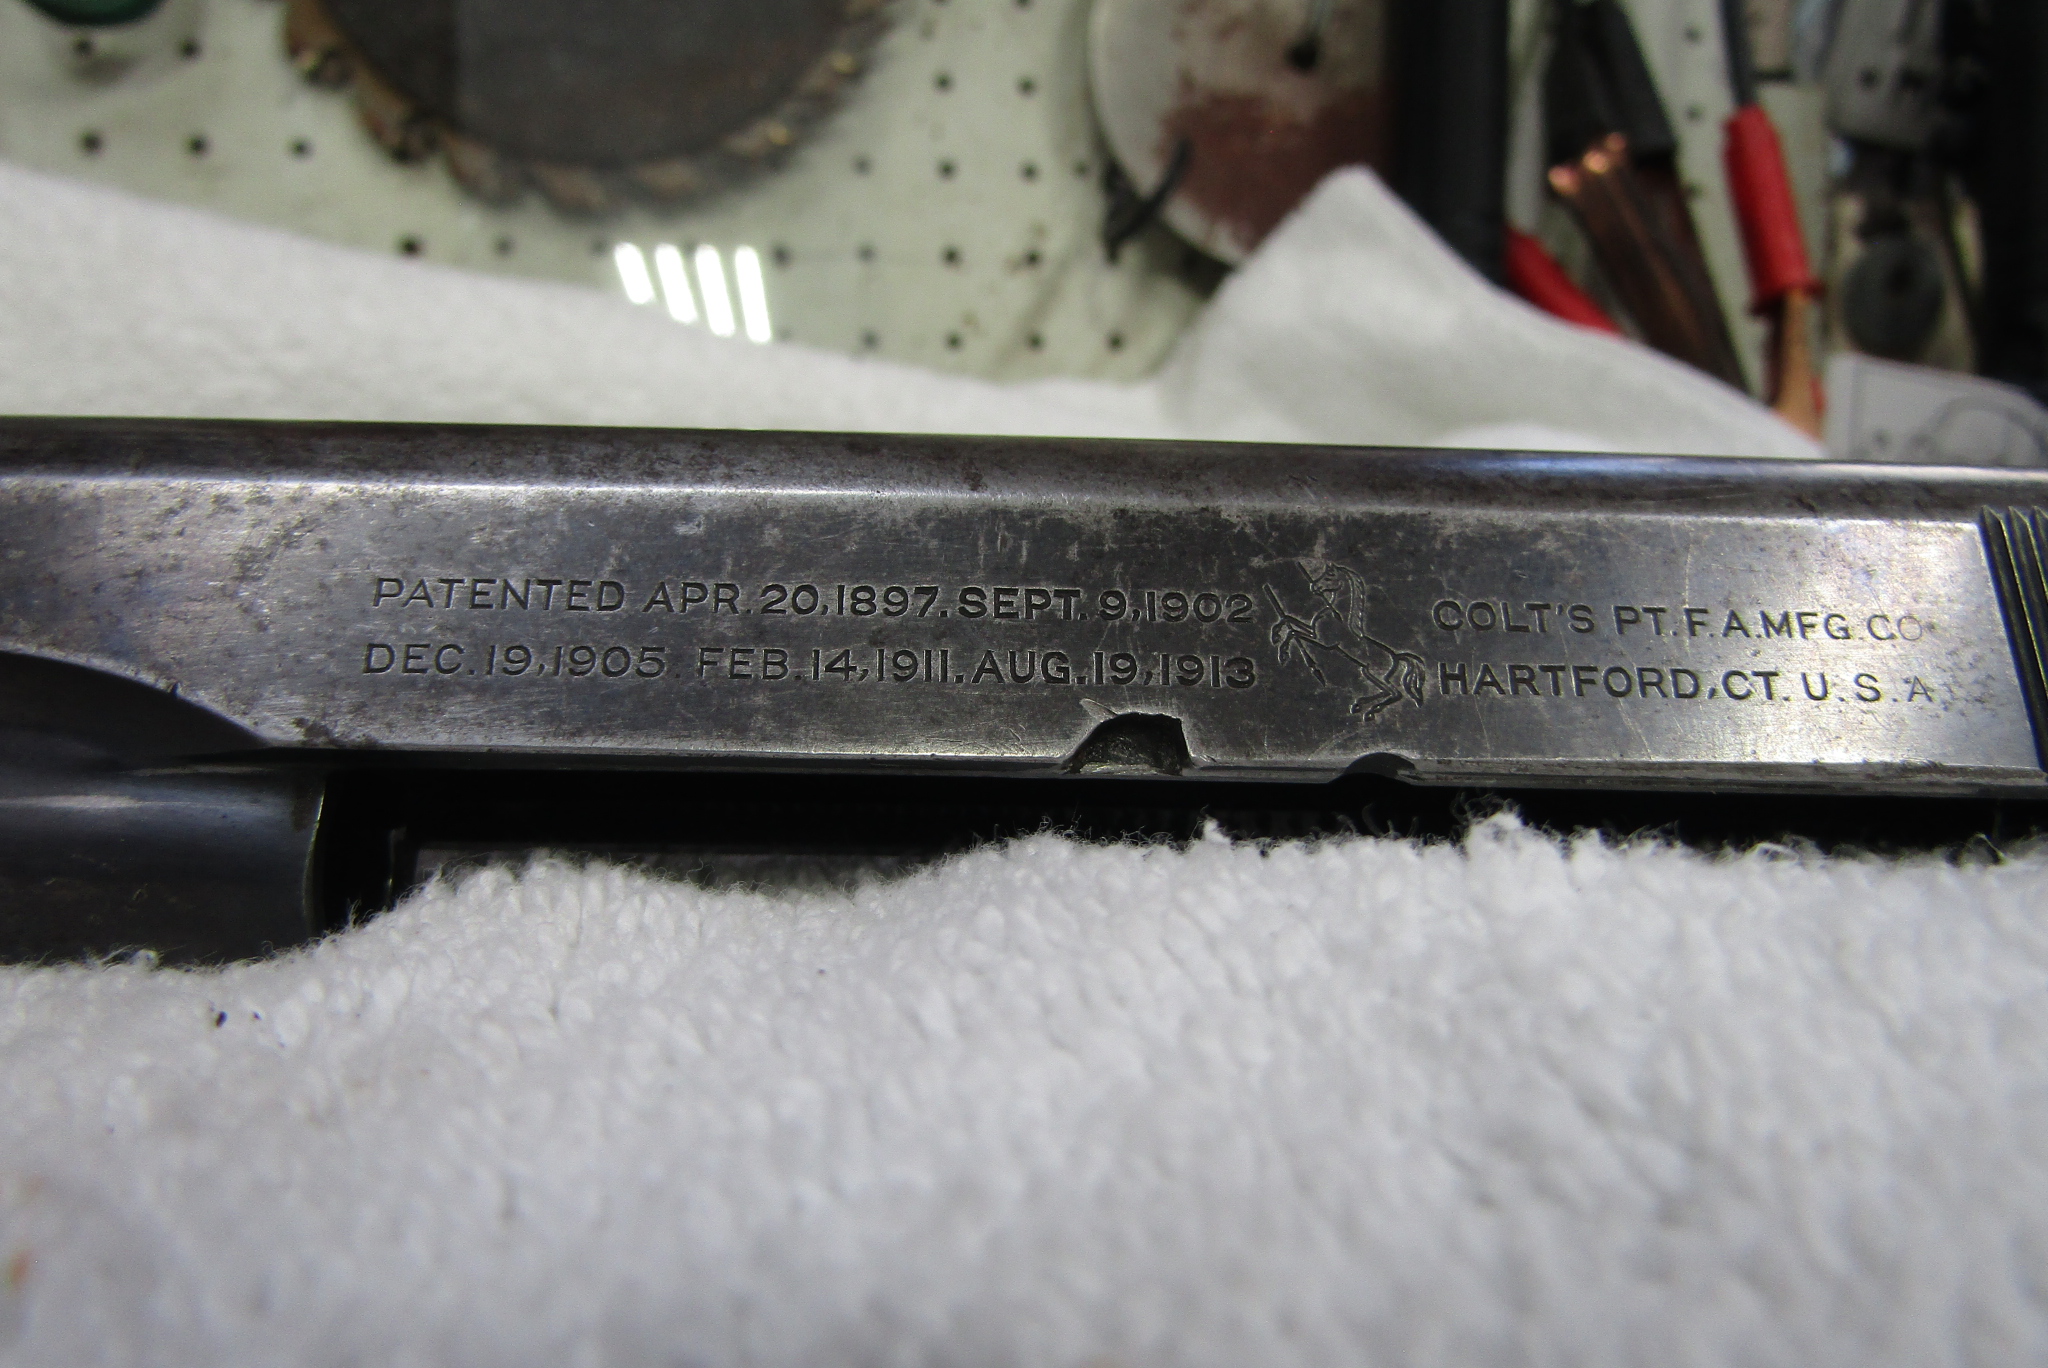 PATENTED APR. 20,1897. SEPT. 9,1902
DEC. 19,1905. FEB. 14,1911. AUG. 19,1913
COLT'S PT. F. A. MFG. CO.
HARTFORD, CT. U. S. A.